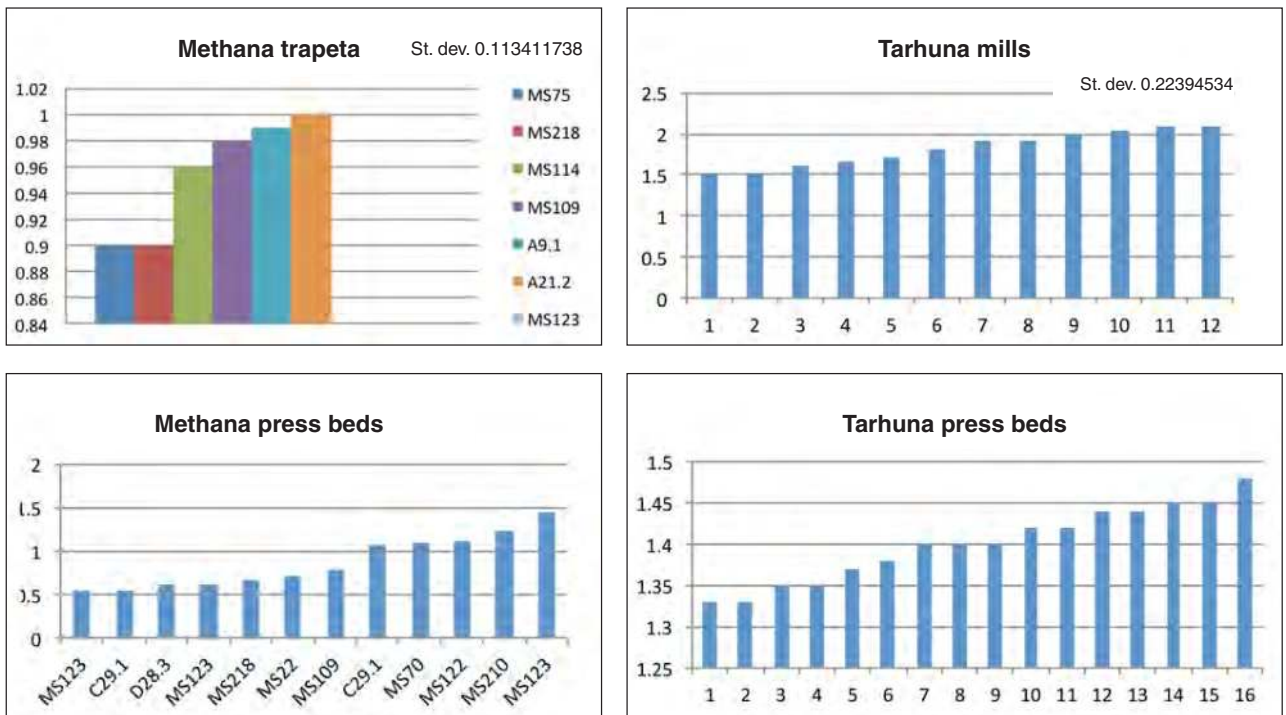 Methana trapeta
St. dev. 0.113411738
1.02
1
0.98
0.96
0.94
0.92
0.9
0.88
0.86
0.84
MS75
MS218
MS114
MS109
A9.1
A21.2
MS123
Tarhuna mills
St. dev. 0.22394534
2.5
2
1.5
1
0.5
0
1 2 3 4 5 6 7 8 9 10 11 12
Methana press beds
2
1.5
1
0.5
0
MS123 C29.1 D28.3 MS123 MS218 MS22 MS109 C29.1 MS70 MS122 MS210 MS123
Tarhuna press beds
1.5
1.45
1.4
1.35
1.3
1.25
1 2 3 4 5 6 7 8 9 10 11 12 13 14 15 16